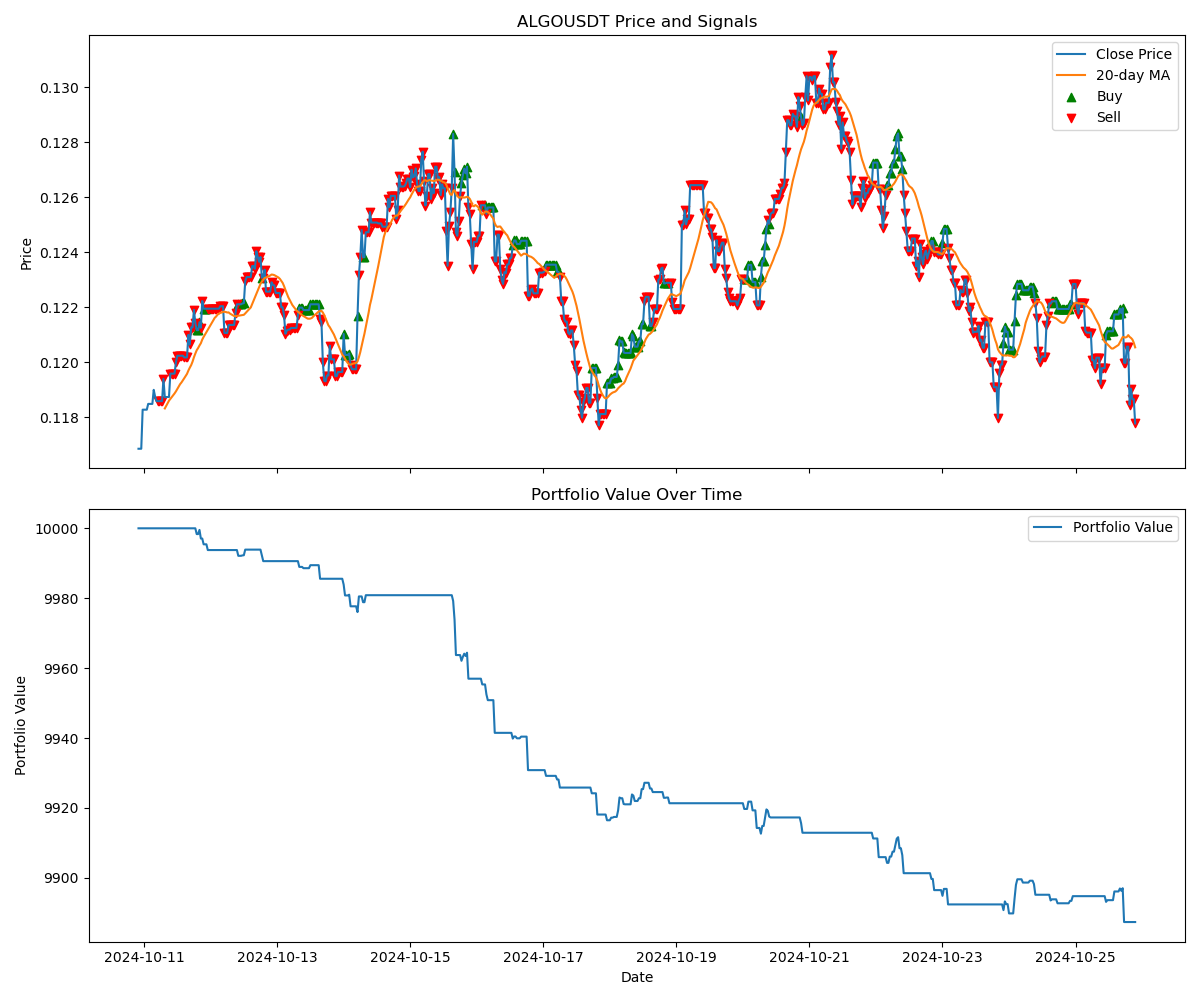 ALGOUSDT Price and Signals
Close Price
20-day MA
Buy
Sell
0.130
0.128
0.126
0.124
0.122
0.120
0.118
Price
Portfolio Value Over Time
Portfolio Value
10000
9980
9960
9940
9920
9900
Portfolio Value
2024-10-11 2024-10-13 2024-10-15 2024-10-17 2024-10-19 2024-10-21 2024-10-23 2024-10-25
Date